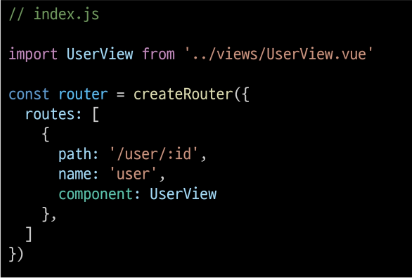 // index.js
import UserView from '../views/UserView.vue'
const router = createRouter({
  routes: [
    {
      path: '/user/:id',
      name: 'user',
      component: UserView
    },
  ]
})